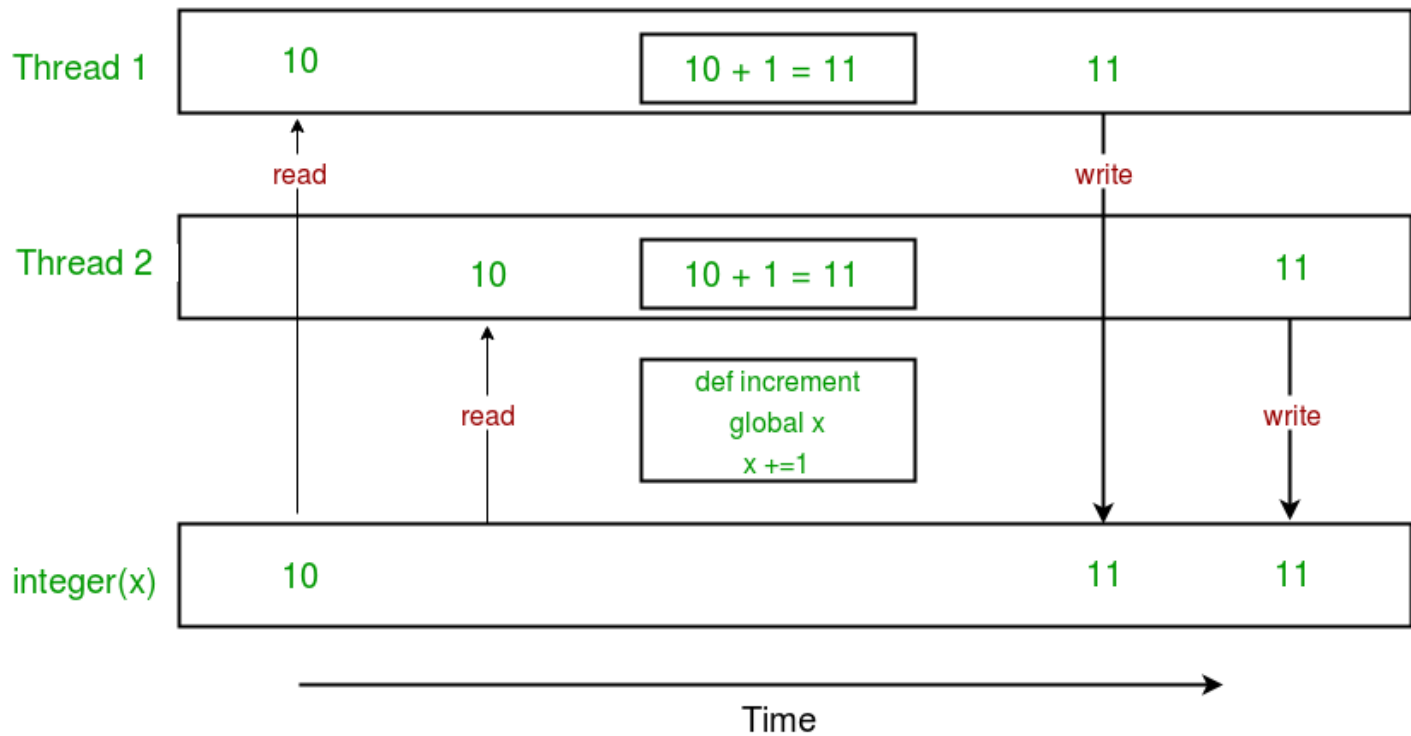 Thread 1
10
10 + 1 = 11
11
read
write
Thread 2
10
10 + 1 = 11
11
read
def increment
global x
x +=1
write
integer(x)
10
11
11
Time